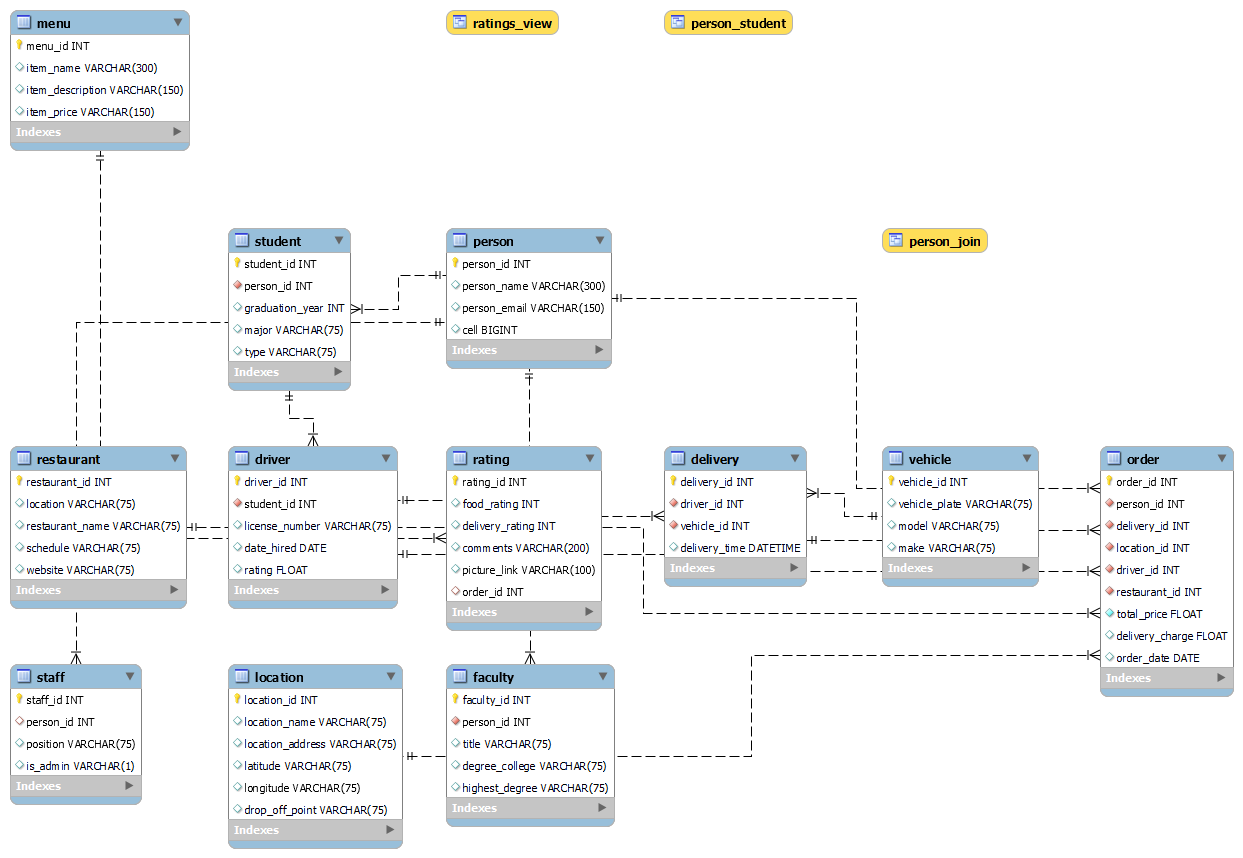 menu
menu_id INT
item_name VARCHAR(300)
item_description VARCHAR(150)
item_price VARCHAR(150)
Indexes
ratings_view
person_student
student
student_id INT
person_id INT
graduation_year INT
major VARCHAR(75)
type VARCHAR(75)
Indexes
person
person_id INT
person_name VARCHAR(300)
person_email VARCHAR(150)
cell BIGINT
Indexes
person_join
restaurant
restaurant_id INT
location VARCHAR(75)
restaurant_name VARCHAR(75)
schedule VARCHAR(75)
website VARCHAR(75)
Indexes
driver
driver_id INT
student_id INT
license_number VARCHAR(75)
date_hired DATE
rating FLOAT
Indexes
rating
rating_id INT
food_rating INT
delivery_rating INT
comments VARCHAR(200)
picture_link VARCHAR(100)
order_id INT
Indexes
delivery
delivery_id INT
driver_id INT
vehicle_id INT
delivery_time DATETIME
Indexes
vehicle
vehicle_id INT
vehicle_plate VARCHAR(75)
model VARCHAR(75)
make VARCHAR(75)
Indexes
order
order_id INT
person_id INT
delivery_id INT
location_id INT
driver_id INT
restaurant_id INT
total_price FLOAT
delivery_charge FLOAT
order_date DATE
Indexes
staff
staff_id INT
person_id INT
position VARCHAR(75)
is_admin VARCHAR(1)
Indexes
location
location_id INT
location_name VARCHAR(75)
location_address VARCHAR(75)
latitude VARCHAR(75)
longitude VARCHAR(75)
drop_off_point VARCHAR(75)
Indexes
faculty
faculty_id INT
person_id INT
title VARCHAR(75)
degree_college VARCHAR(75)
highest_degree VARCHAR(75)
Indexes